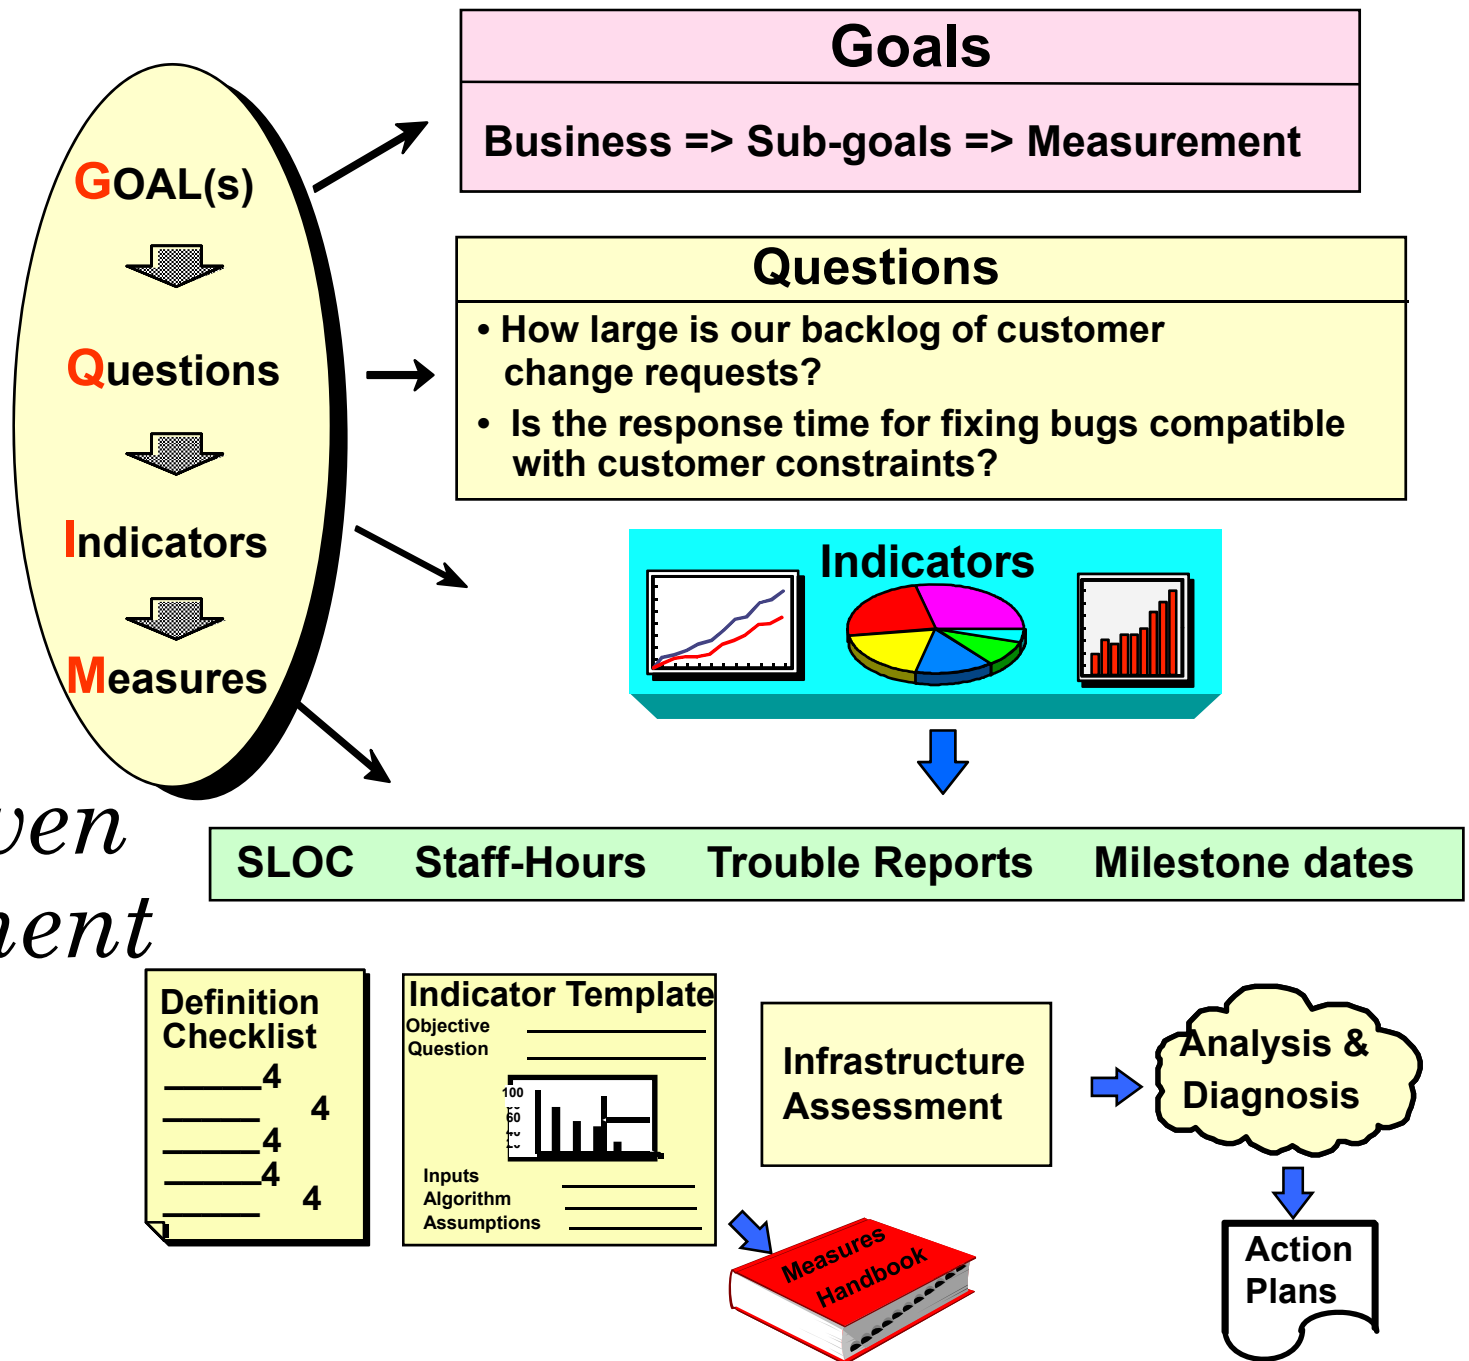 Goals
Business => Sub-goals => Measurement
GOAL(s)
Questions
Indicators
Measures
Questions
• How large is our backlog of customer
change requests?
• Is the response time for fixing bugs compatible
with customer constraints?
Indicators
ven
nent
SLOC Staff-Hours Trouble Reports Milestone dates
Definition
Checklist
4
4
4
4
4
Indicator Template
Objective
Question
100
60
Inputs
Algorithm
Assumptions
Measures
Handbook
Infrastructure
Assessment
Analysis &
Diagnosis
Action
Plans